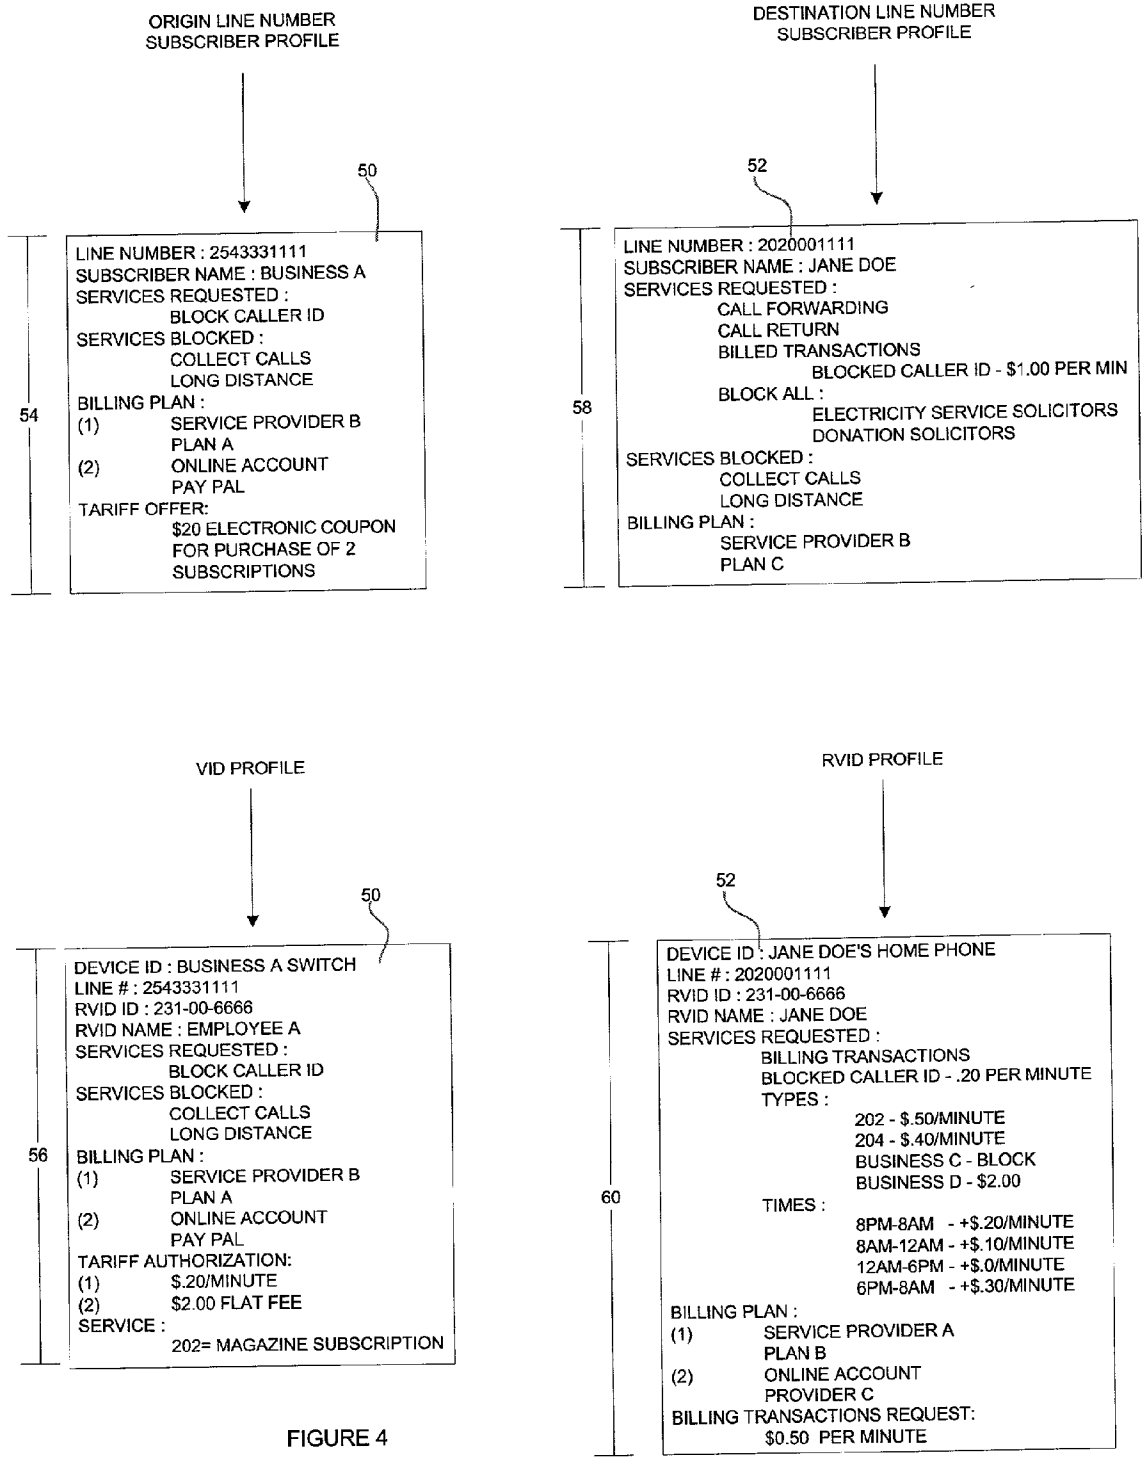 ORIGIN LINE NUMBER
SUBSCRIBER PROFILE
50
LINE NUMBER : 2543331111
SUBSCRIBER NAME : BUSINESS A
SERVICES REQUESTED :
BLOCK CALLER ID
SERVICES BLOCKED :
COLLECT CALLS
LONG DISTANCE
BILLING PLAN :
(1) SERVICE PROVIDER B
PLAN A
(2) ONLINE ACCOUNT
PAY PAL
TARIFF OFFER:
$20 ELECTRONIC COUPON
FOR PURCHASE OF 2
SUBSCRIPTIONS
54
DESTINATION LINE NUMBER
SUBSCRIBER PROFILE
52
LINE NUMBER : 2020001111
SUBSCRIBER NAME : JANE DOE
SERVICES REQUESTED :
CALL FORWARDING
CALL RETURN
BILLED TRANSACTIONS
BLOCKED CALLER ID - $1.00 PER MIN
BLOCK ALL :
ELECTRICITY SERVICE SOLICITORS
DONATION SOLICITORS
SERVICES BLOCKED :
COLLECT CALLS
LONG DISTANCE
BILLING PLAN :
SERVICE PROVIDER B
PLAN C
58
VID PROFILE
50
DEVICE ID : BUSINESS A SWITCH
LINE # : 2543331111
RVID ID : 231-00-6666
RVID NAME : EMPLOYEE A
SERVICES REQUESTED :
BLOCK CALLER ID
SERVICES BLOCKED :
COLLECT CALLS
LONG DISTANCE
BILLING PLAN :
(1) SERVICE PROVIDER B
PLAN A
(2) ONLINE ACCOUNT
PAY PAL
TARIFF AUTHORIZATION:
(1) $.20/MINUTE
(2) $2.00 FLAT FEE
SERVICE :
202= MAGAZINE SUBSCRIPTION
56
RVID PROFILE
52
DEVICE ID : JANE DOE'S HOME PHONE
LINE # : 2020001111
RVID ID : 231-00-6666
RVID NAME : JANE DOE
SERVICES REQUESTED :
BILLING TRANSACTIONS
BLOCKED CALLER ID - .20 PER MINUTE
TYPES :
202 - $.50/MINUTE
204 - $.40/MINUTE
BUSINESS C - BLOCK
BUSINESS D - $2.00
TIMES :
8PM-8AM - +$.20/MINUTE
8AM-12AM - +$.10/MINUTE
12AM-6PM - +$.0/MINUTE
6PM-8AM - +$.30/MINUTE
BILLING PLAN :
(1) SERVICE PROVIDER A
PLAN B
(2) ONLINE ACCOUNT
PROVIDER C
BILLING TRANSACTIONS REQUEST:
$0.50 PER MINUTE
60
FIGURE 4